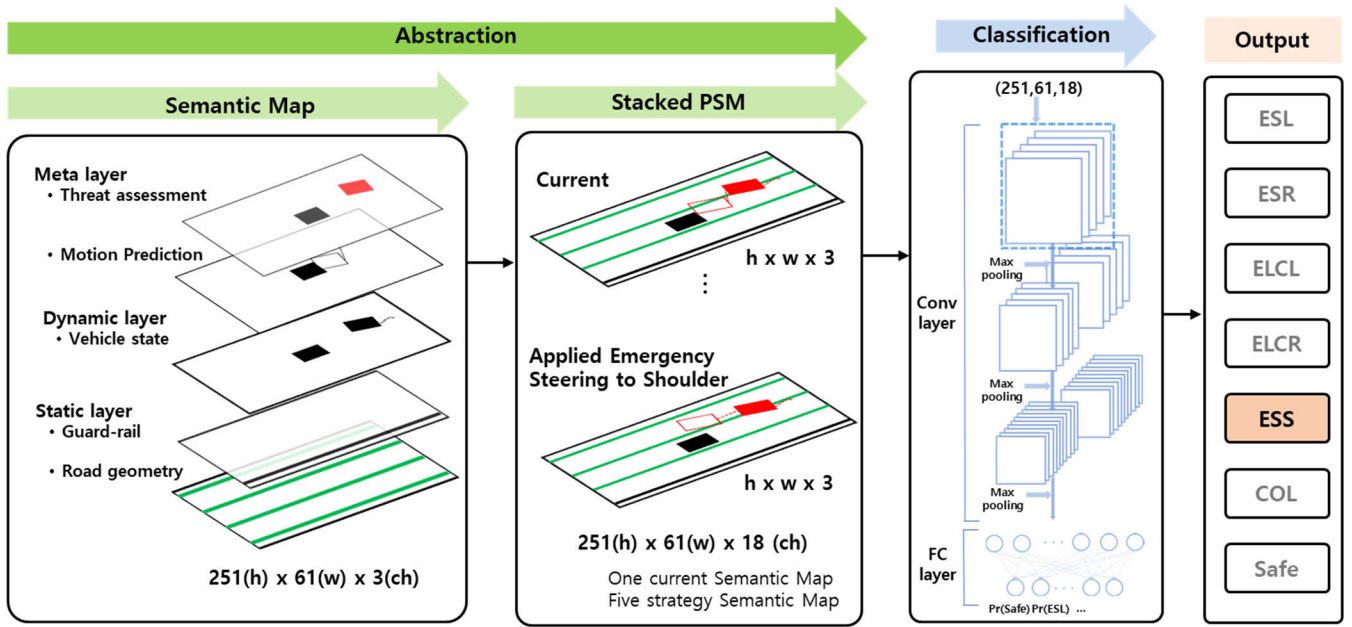 Abstraction
Classification
Output
Semantic Map
Stacked PSM
Meta layer
• Threat assessment
• Motion Prediction
Dynamic layer
• Vehicle state
Static layer
• Guard-rail
• Road geometry
251(h) x 61(w) x 3(ch)
Current
h x w x 3
⋮
Applied Emergency
Steering to Shoulder
h x w x 3
251(h) x 61(w) x 18 (ch)
One current Semantic Map
Five strategy Semantic Map
(251,61,18)
Max
pooling
Conv
layer
Max
pooling
Max
pooling
FC
layer
Pr(Safe) Pr(ESL) ...
ESL
ESR
ELCL
ELCR
ESS
COL
Safe